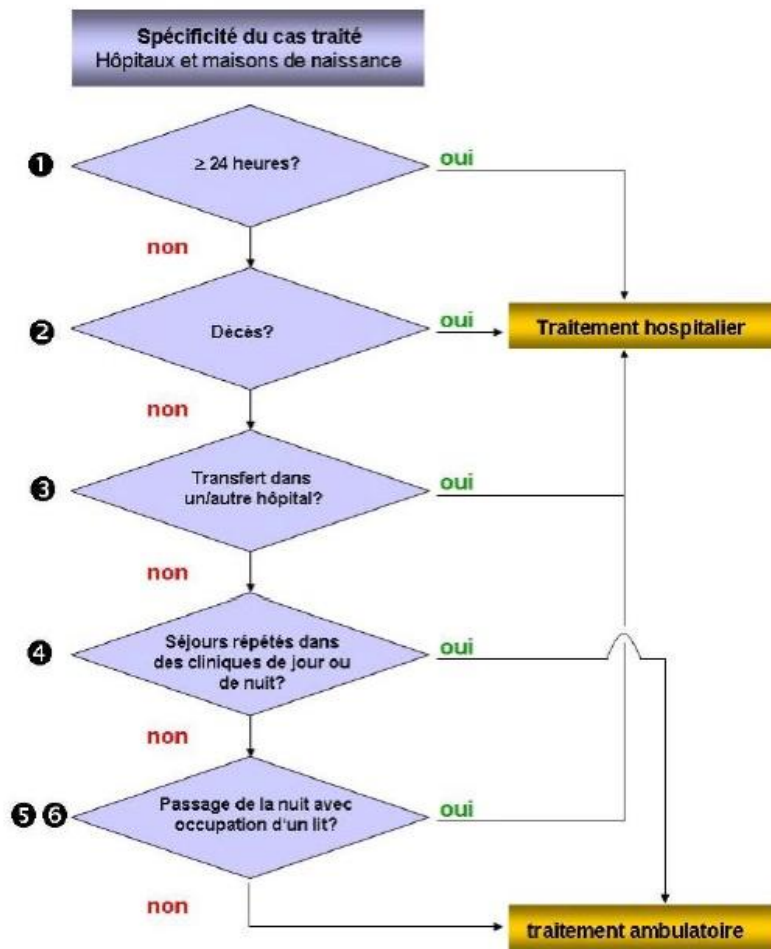 Spécificité du cas traité
Hôpitaux et maisons de naissance
❶
≥ 24 heures?
oui
non
❷
Décès?
oui
Traitement hospitalier
non
❸
Transfert dans
un/autre hôpital?
oui
non
❹
Séjours répétés dans
des cliniques de jour ou
de nuit?
oui
non
❺ ❻
Passage de la nuit avec
occupation d'un lit?
oui
non
traitement ambulatoire